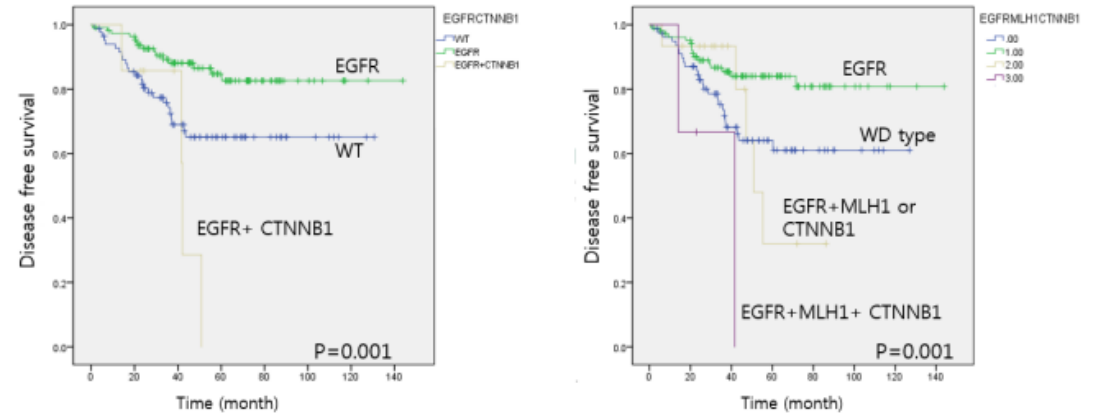 EGFRCTNNB1
WT
EGFR
EGFR+CTNNB1
Disease free survival
1.0
0.8
0.6
0.4
0.2
0.0
EGFR
WT
EGFR+ CTNNB1
P=0.001
0 20 40 60 80 100 120 140
Time (month)
EGFRMLH1CTNNB1
.00
1.00
2.00
3.00
Disease free survival
1.0
0.8
0.6
0.4
0.2
0.0
EGFR
WD type
EGFR+MLH1 or
CTNNB1
EGFR+MLH1+ CTNNB1
P=0.001
0 20 40 60 80 100 120 140
Time (month)